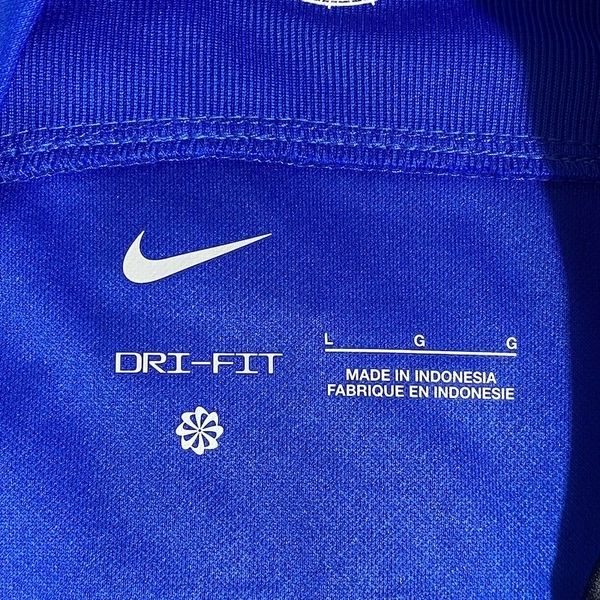 DRI-FIT
L G G
MADE IN INDONESIA
FABRIQUE EN INDONESIE